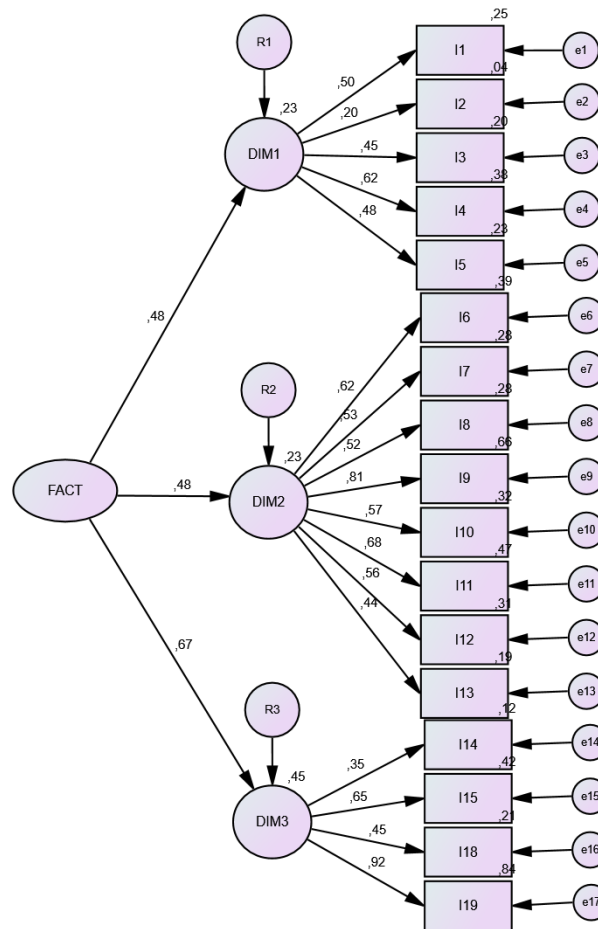 ,25
R1
I1
e1
,50
,04
,23
,20
I2
e2
,20
DIM1
,45
I3
e3
,38
,62
I4
e4
,48
,23
I5
e5
,39
,48
I6
e6
,28
R2
,62
I7
e7
,53
,28
,52
I8
e8
,23
,66
FACT
,48
DIM2
,81
I9
e9
,32
,57
I10
e10
,68
,47
I11
e11
,56
,31
,44
I12
e12
,67
,19
I13
e13
R3
,12
I14
e14
,45
,35
,42
,65
I15
e15
DIM3
,21
,45
I18
e16
,92
,84
I19
e17